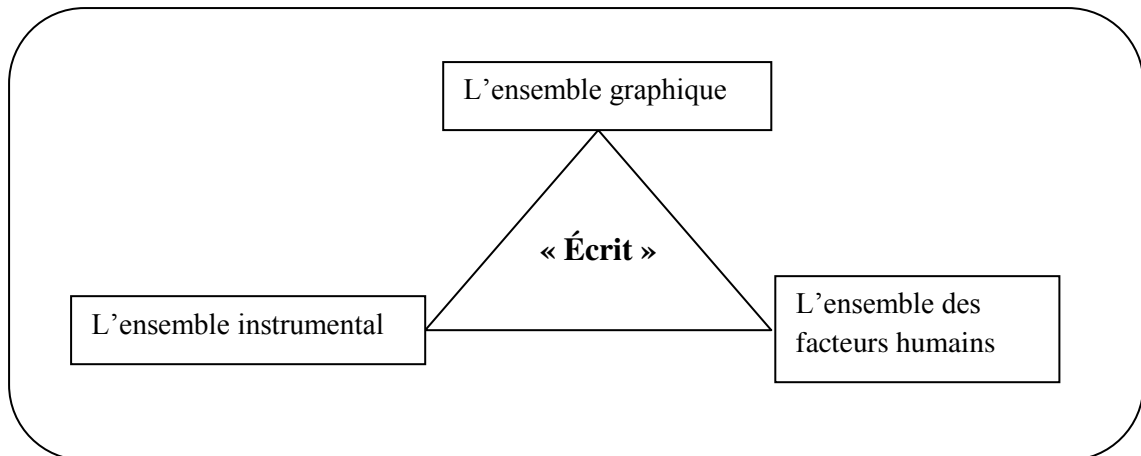 L’ensemble graphique
« Écrit »
L’ensemble instrumental
L’ensemble des
facteurs humains